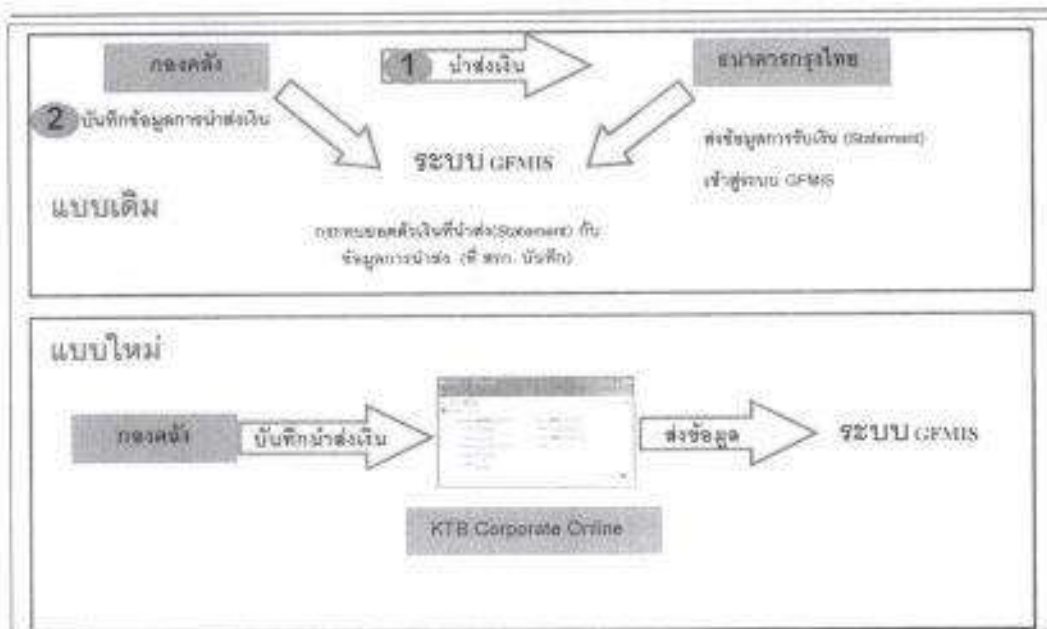 กองคลัง
1 นำส่งเงิน
ธนาคารกรุงไทย
2 บันทึกข้อมูลการนำส่งเงิน
ระบบ GFMIS
ส่งข้อมูลการรับเงิน (Statement)
เข้าสู่ระบบ GFMIS
แบบเดิม
กระทบยอดตัวเงินที่นำส่ง(Statement) กับ
ข้อมูลการนำส่ง (ที่ สรก. บันทึก)
แบบใหม่
กองคลัง
บันทึกนำส่งเงิน
ส่งข้อมูล
ระบบ GFMIS
KTB Corporate Online